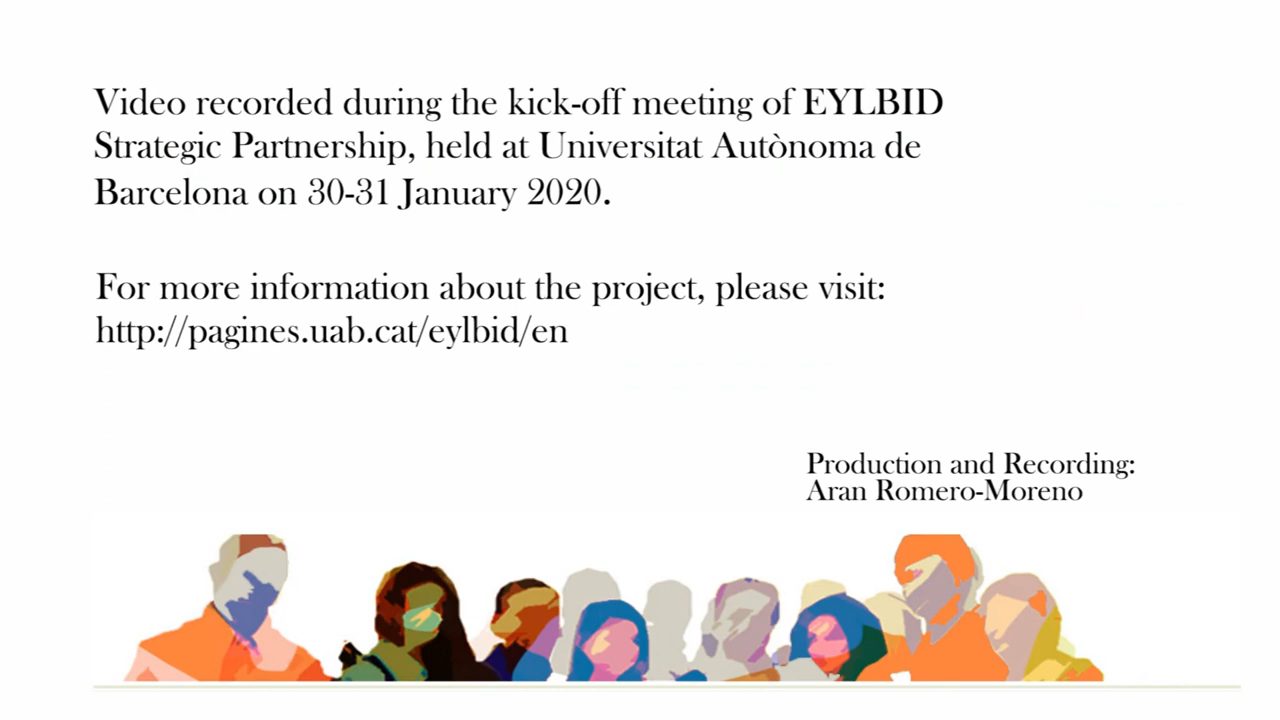 Video recorded during the kick-off meeting of EYLBID
Strategic Partnership, held at Universitat Autònoma de
Barcelona on 30-31 January 2020.
For more information about the project, please visit:
http://pagines.uab.cat/eylbid/en
Production and Recording:
Aran Romero-Moreno